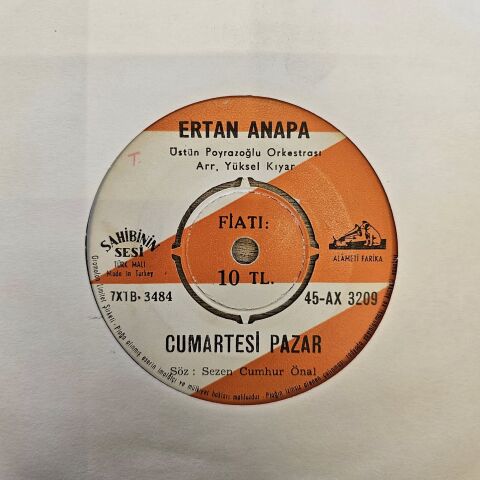 ERTAN ANAPA
Üstün Poyrazoğlu Orkestrası
Arr. Yüksel Kıyar
T.
FİATI:
SAHİBİNİN
SESİ
TÜRK MALI
Made in Turkey
ALÂMETİ FARİKA
10 TL.
7X1B. 3484
45-AX 3209
CUMARTESİ PAZAR
Söz : Sezen Cumhur Önal